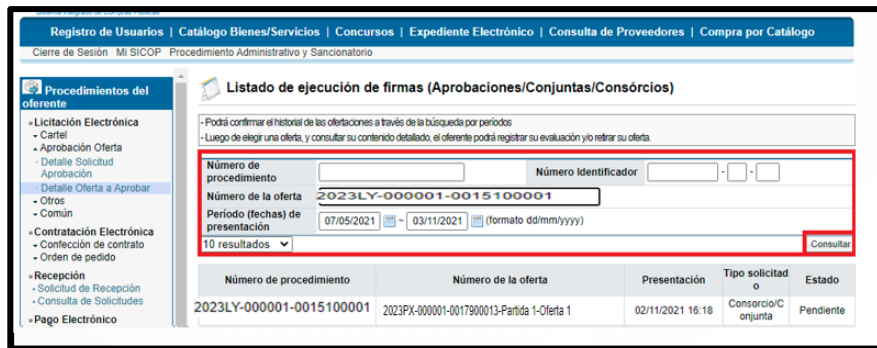 Sistema Integrado de Compras Públicas
Registro de Usuarios | Catálogo Bienes/Servicios | Concursos | Expediente Electrónico | Consulta de Proveedores | Compra por Catálogo
Cierre de Sesión Mi SICOP Procedimiento Administrativo y Sancionatorio
Procedimientos del
oferente
Licitación Electrónica
Cartel
Aprobación Oferta
Detalle Solicitud
Aprobación
Detalle Oferta a Aprobar
Otros
Común
Contratación Electrónica
Confección de contrato
Orden de pedido
Recepción
Solicitud de Recepción
Consulta de Solicitudes
Pago Electrónico
Listado de ejecución de firmas (Aprobaciones/Conjuntas/Consórcios)
- Podrá confirmar el historial de las ofertaciones a través de la búsqueda por períodos
- Luego de elegir una oferta, y consultar su contenido detallado, el oferente podrá registrar su evaluación y/o retirar su oferta.
Número de
procedimiento
Número Identificador - -
Número de la oferta 2023LY-000001-0015100001
Período (fechas) de
presentación
07/05/2021 ~ 03/11/2021 (formato dd/mm/yyyy)
10 resultados Consultar
Número de procedimiento Número de la oferta Presentación Tipo solicitad
o
Estado
2023LY-000001-0015100001 2023PX-000001-0017900013-Partida 1-Oferta 1 02/11/2021 16:18 Consorcio/C
onjunta
Pendiente